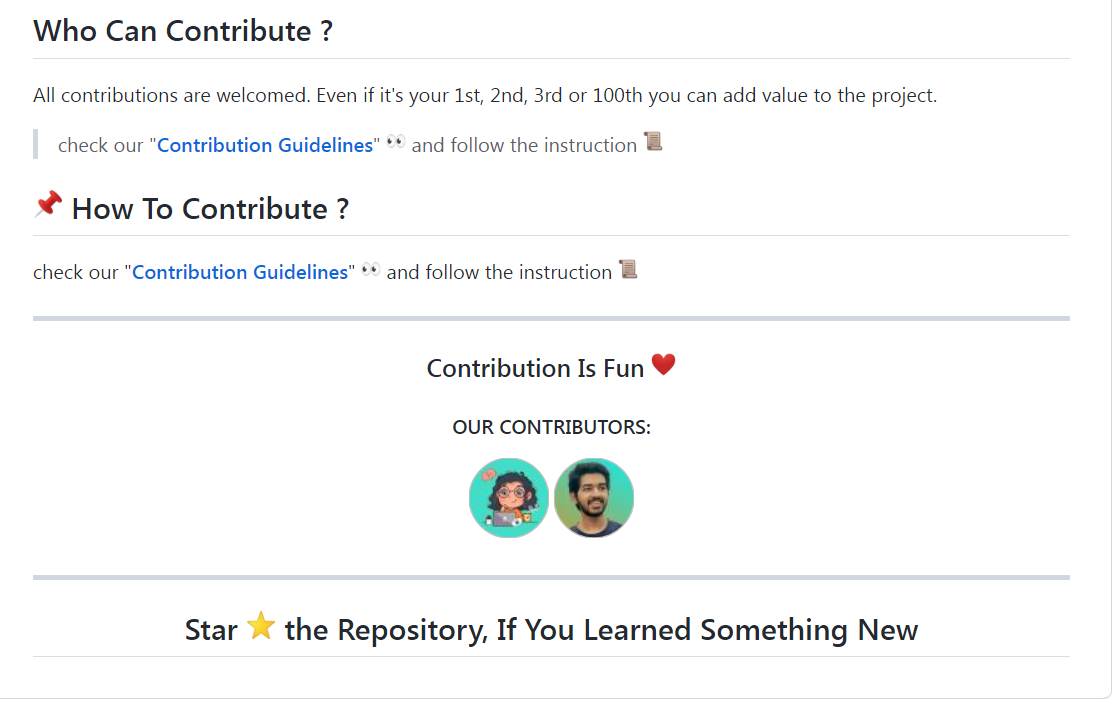 Who Can Contribute ?
All contributions are welcomed. Even if it's your 1st, 2nd, 3rd or 100th you can add value to the project.
check our "Contribution Guidelines" 👀 and follow the instruction 📜
📌 How To Contribute ?
check our "Contribution Guidelines" 👀 and follow the instruction 📜
Contribution Is Fun ❤️
OUR CONTRIBUTORS:
Star ⭐ the Repository, If You Learned Something New